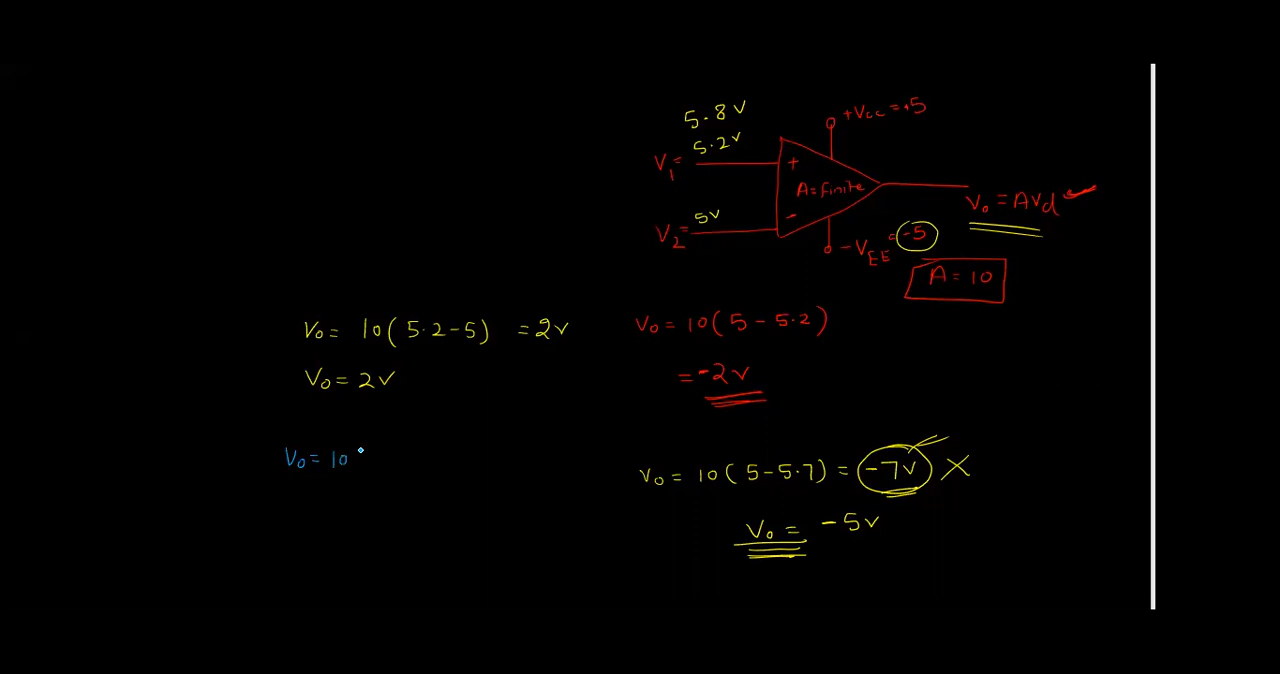 5.8V
+VCC = +5
5.2V
V1 =
+
A = finite
5V
-
V2 =
Vo = AVd
-VEE = -5
A = 10
Vo = 10(5.2-5) = 2V
Vo = 10(5 - 5.2)
Vo = 2V
= -2V
Vo = 10
Vo = 10(5-5.7) = -7V X
Vo = -5V